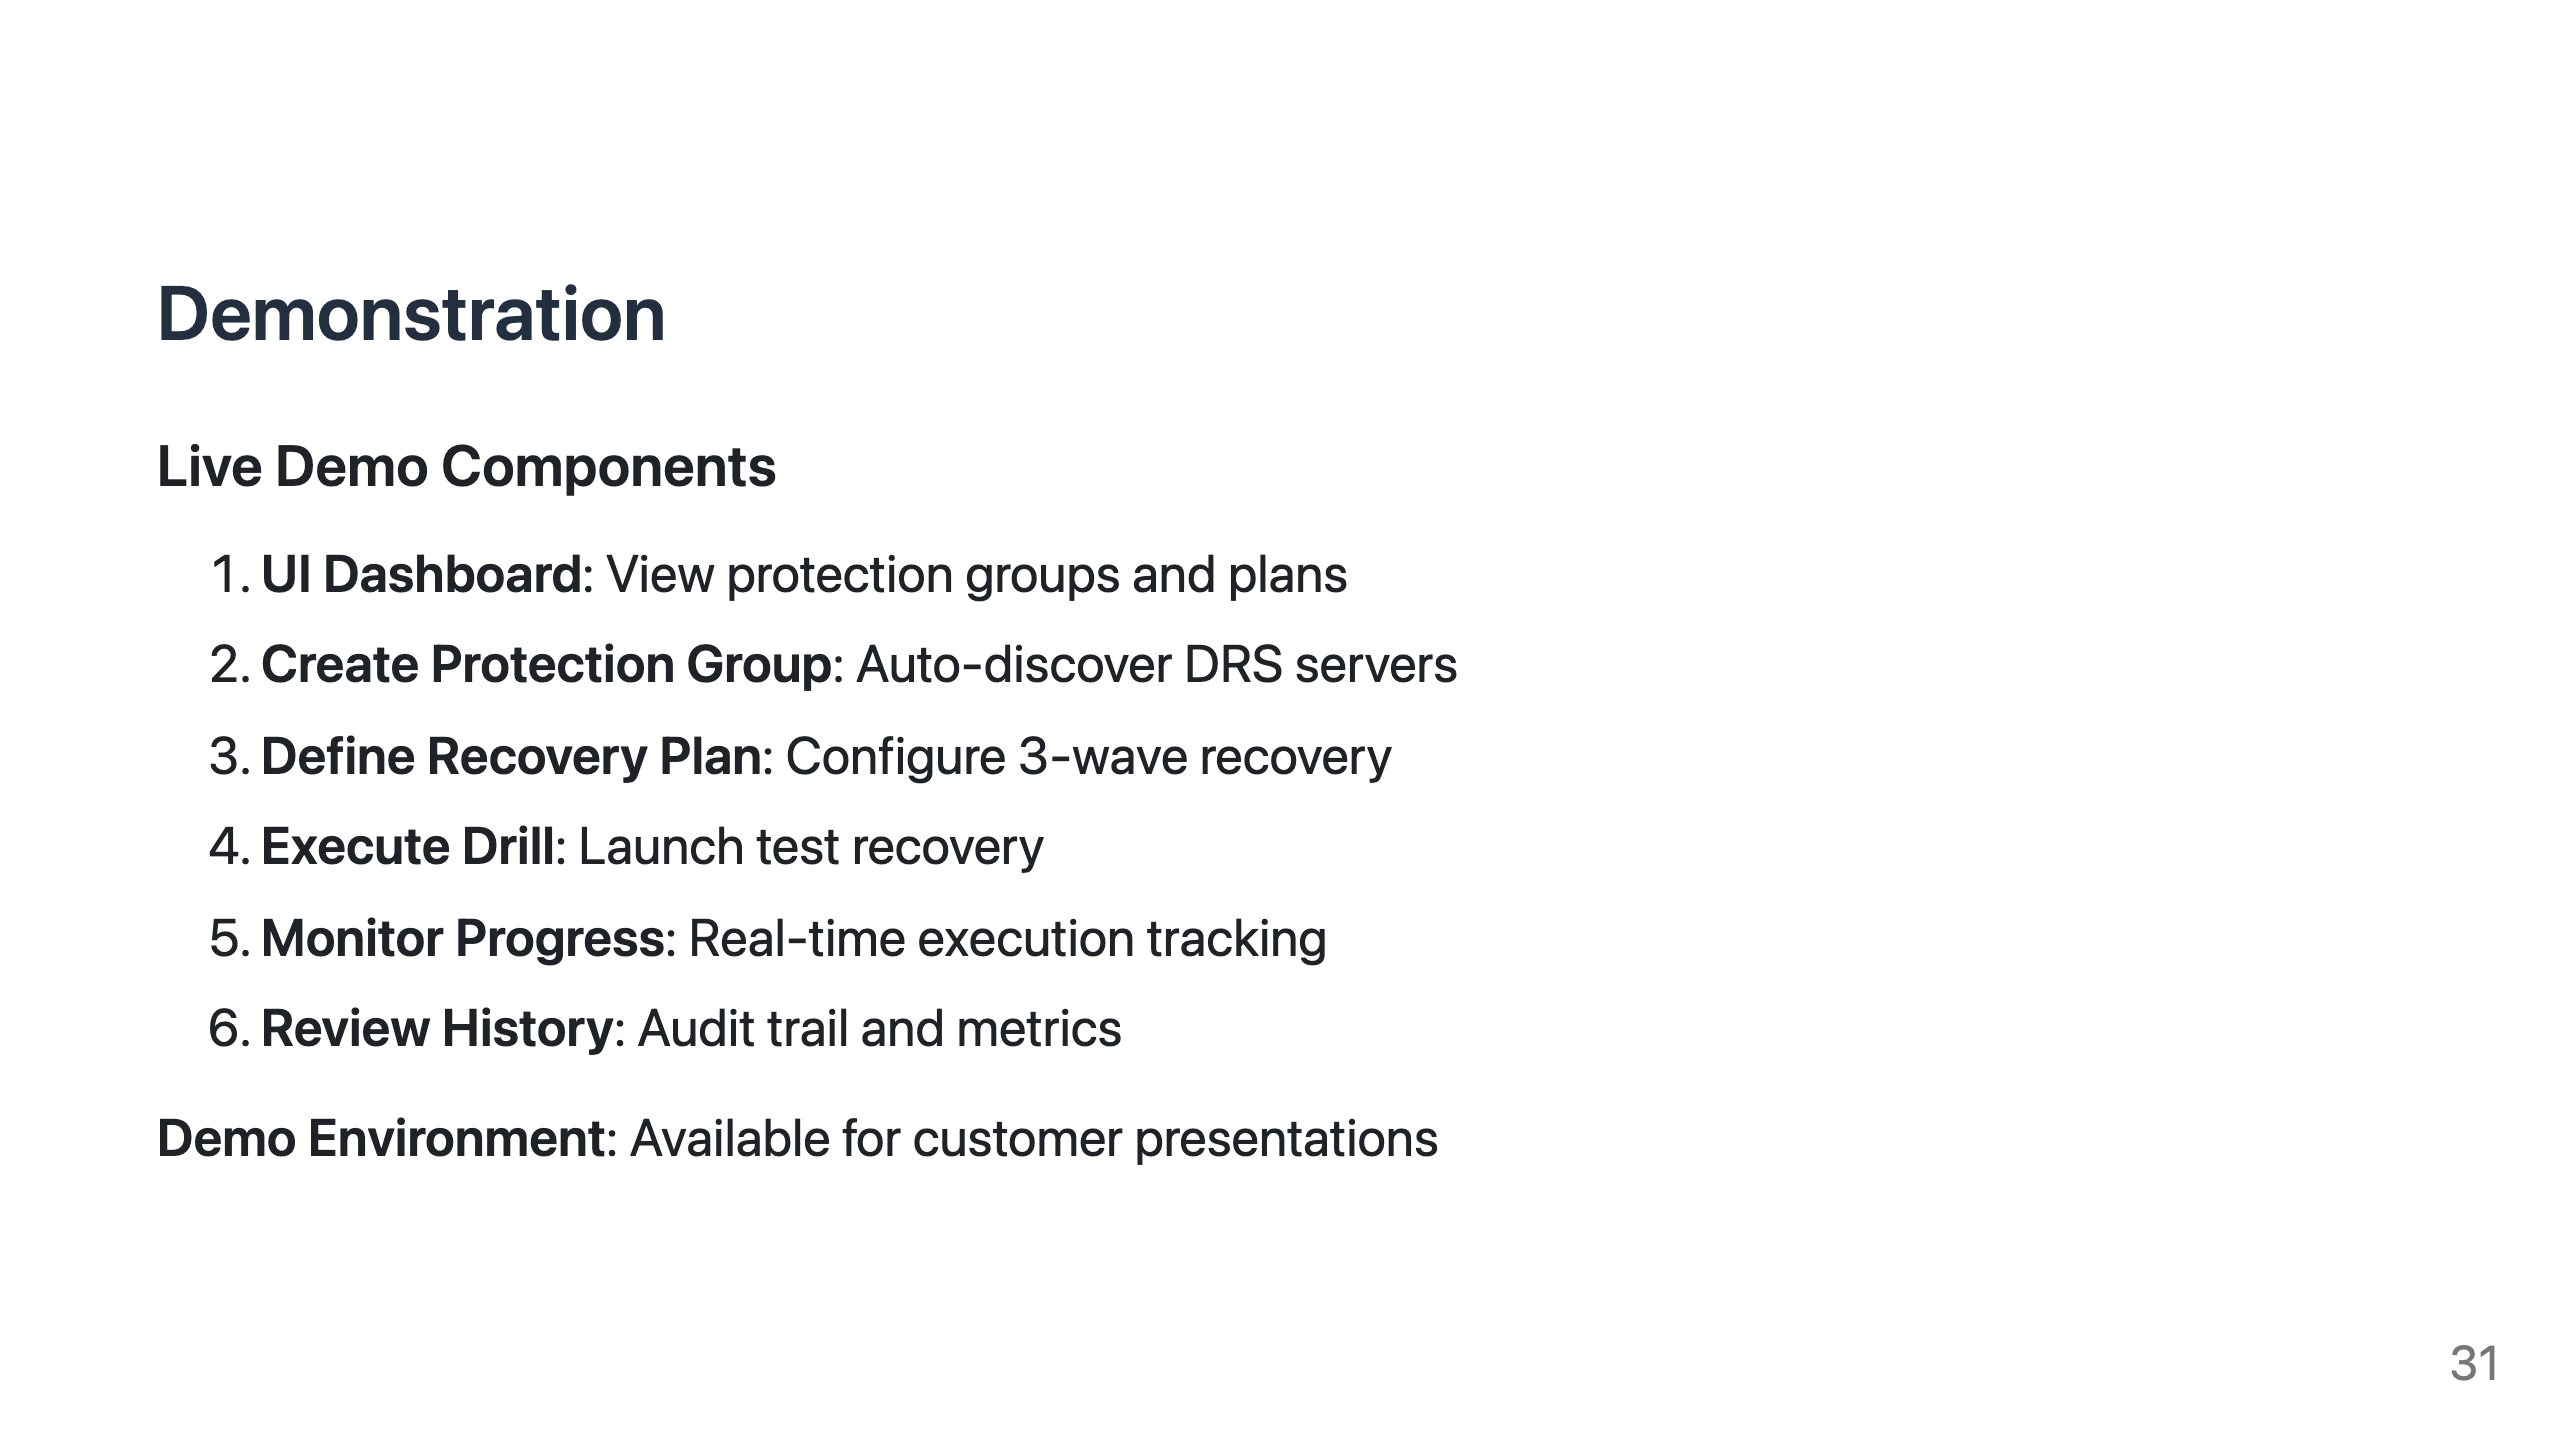 Demonstration
Live Demo Components
1. UI Dashboard: View protection groups and plans
2. Create Protection Group: Auto-discover DRS servers
3. Define Recovery Plan: Configure 3-wave recovery
4. Execute Drill: Launch test recovery
5. Monitor Progress: Real-time execution tracking
6. Review History: Audit trail and metrics
Demo Environment: Available for customer presentations
31